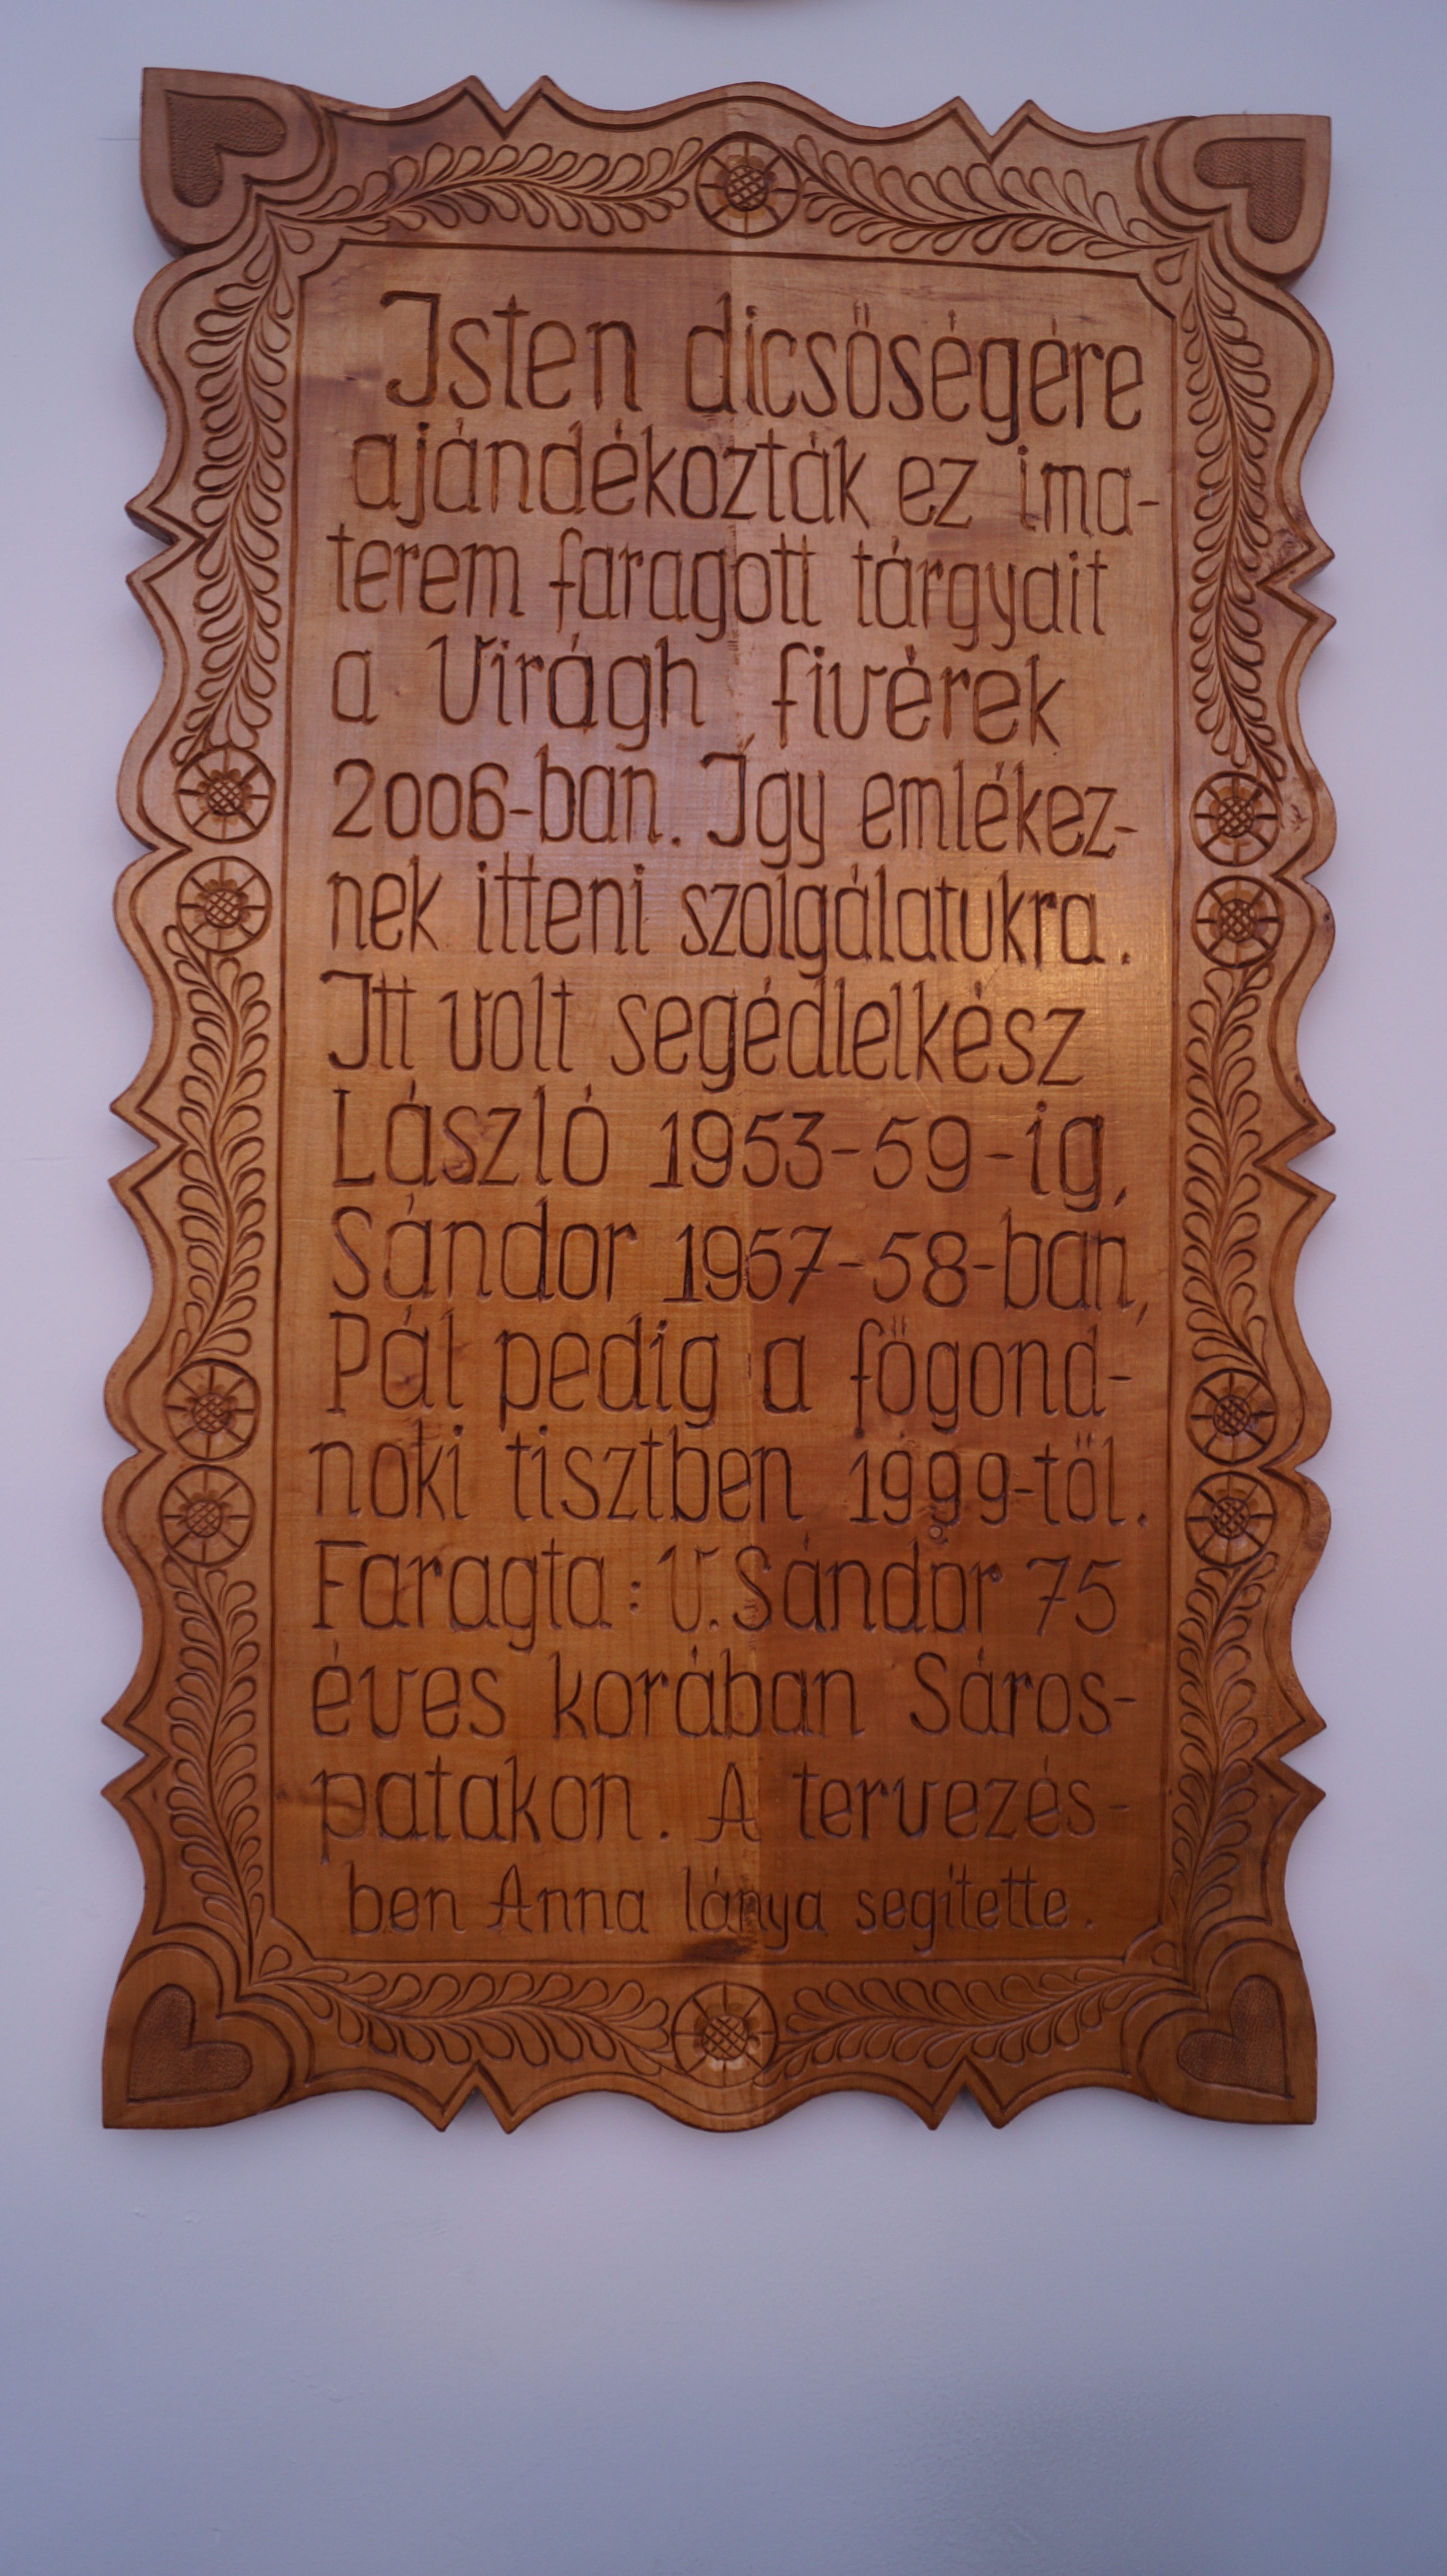 Isten dicsőségére
ajándékozták ez ima-
terem faragott tárgyait
a Virágh fivérek
2006-ban. Így emlékez-
nek itteni szolgálatukra.
Itt volt segédlelkész
László 1953-59-ig,
Sándor 1957-58-ban,
Pál pedig a főgond-
noki tisztben 1999-től.
Faragta: V. Sándor 75
éves korában Sáros-
patakon. A tervezés-
ben Anna lánya segítette.